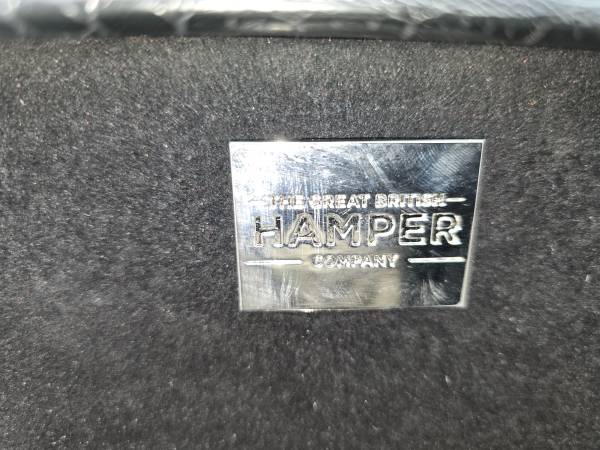 THE GREAT BRITISH
HAMPER
COMPANY